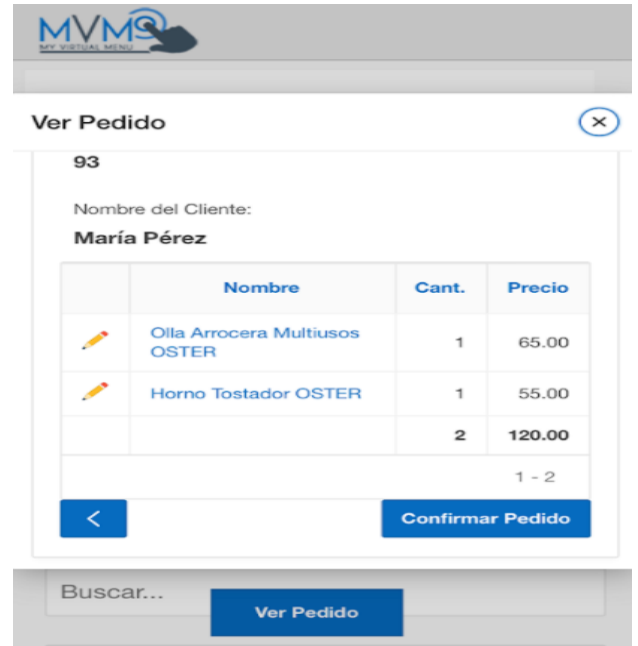 MVM
MY VIRTUAL MENU
Ver Pedido
93
Nombre del Cliente:
María Pérez
Nombre Cant. Precio
Olla Arrocera Multiusos
OSTER 1 65.00
Horno Tostador OSTER 1 55.00
2 120.00
1 - 2
< Confirmar Pedido
Buscar...
Ver Pedido